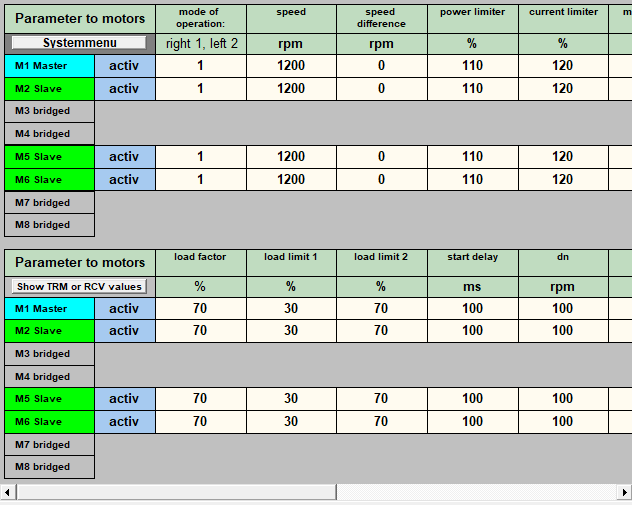 Parameter to motors mode of operation: speed speed difference power limiter current limiter m
Systemmenu right 1, left 2 rpm rpm % %
M1 Master activ 1 1200 0 110 120
M2 Slave activ 1 1200 0 110 120
M3 bridged
M4 bridged
M5 Slave activ 1 1200 0 110 120
M6 Slave activ 1 1200 0 110 120
M7 bridged
M8 bridged
Parameter to motors load factor load limit 1 load limit 2 start delay dn
Show TRM or RCV values % % % ms rpm
M1 Master activ 70 30 70 100 100
M2 Slave activ 70 30 70 100 100
M3 bridged
M4 bridged
M5 Slave activ 70 30 70 100 100
M6 Slave activ 70 30 70 100 100
M7 bridged
M8 bridged